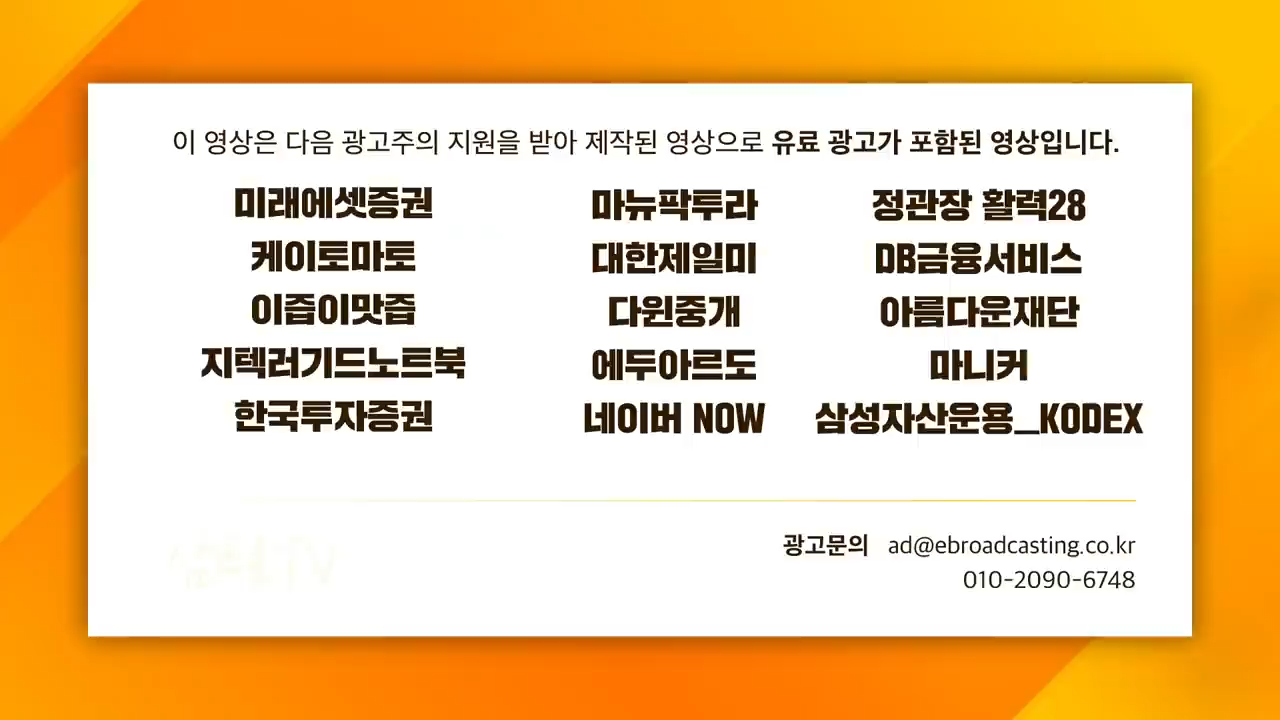 이 영상은 다음 광고주의 지원을 받아 제작된 영상으로 유료 광고가 포함된 영상입니다.
미래에셋증권 마뉴팍투라 정관장 활력28
케이토마토 대한제일미 DB금융서비스
이즙이맛즙 다윈중개 아름다운재단
지텍러기드노트북 에두아르도 마니커
한국투자증권 네이버 NOW 삼성자산운용_KODEX
광고문의 ad@ebroadcasting.co.kr
010-2090-6748